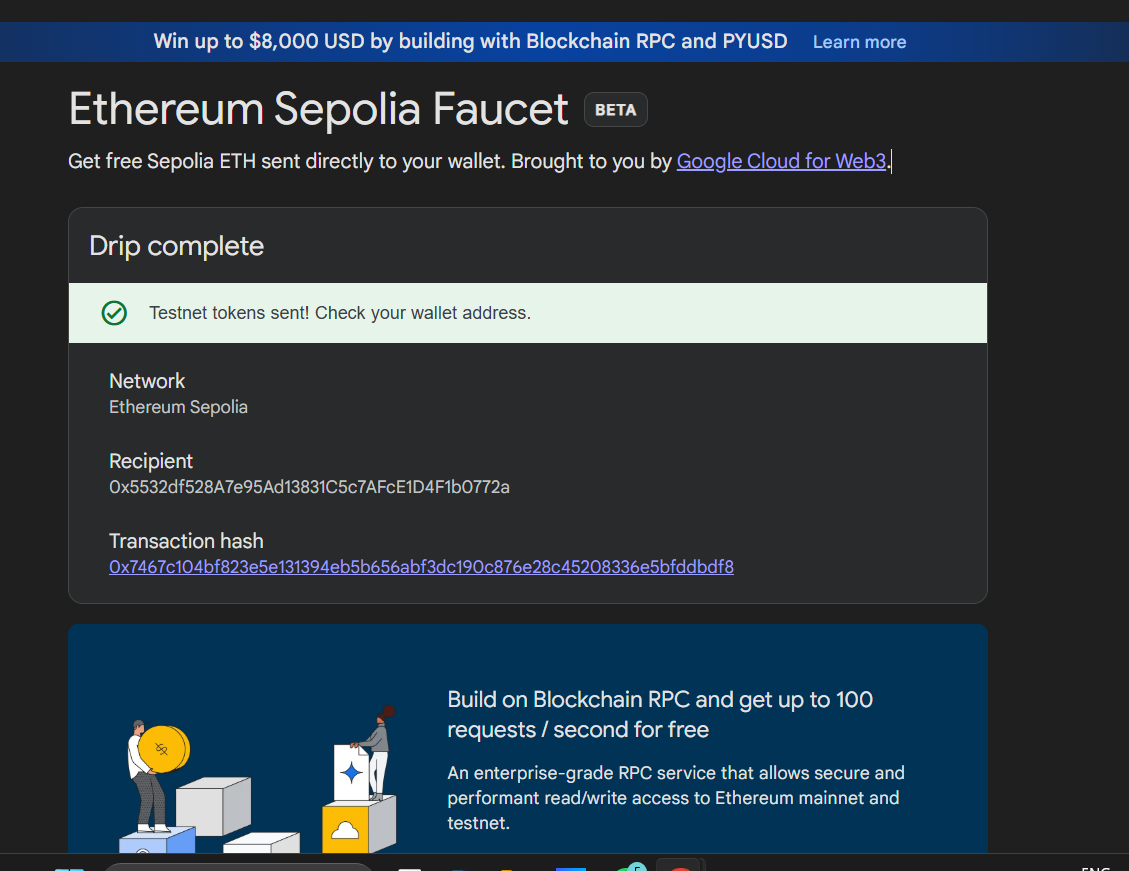 Win up to $8,000 USD by building with Blockchain RPC and PYUSD Learn more
Ethereum Sepolia Faucet BETA
Get free Sepolia ETH sent directly to your wallet. Brought to you by Google Cloud for Web3.
Drip complete
Testnet tokens sent! Check your wallet address.
Network
Ethereum Sepolia
Recipient
0x5532df528A7e95Ad13831C5c7AFcE1D4F1b0772a
Transaction hash
0x7467c104bf823e5e131394eb5b656abf3dc190c876e28c45208336e5bfddbdf8
Build on Blockchain RPC and get up to 100
requests / second for free
An enterprise-grade RPC service that allows secure and
performant read/write access to Ethereum mainnet and
testnet.